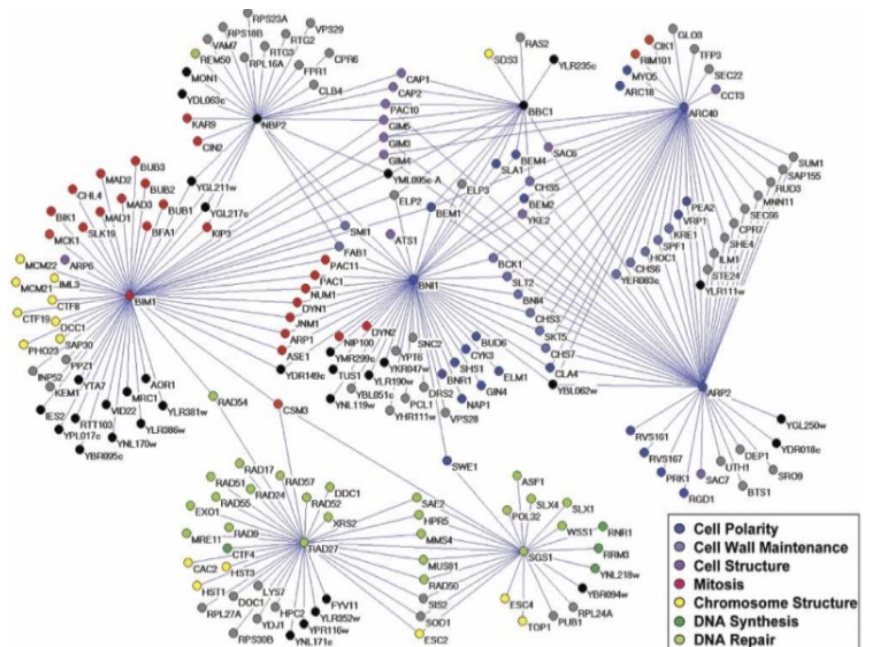 RPS23A
RPS18B
VPS29
VAM7
RTG2
RTG3
REM50
RPL16A
CPR6
FPR1
MON1
CLB4
YDL063c
NBP2
KAR9
CIN2
RAS2
SDS3
YLR235c
BBC1
CAP1
CAP2
PAC10
GIM5
GIM3
GIM4
YML095c-A
CIK1
GLO3
RIM101
TFP3
MYO5
SEC22
ARC18
CCT3
ARC40
SAC6
BEM4
SLA1
CHS5
ELP3
BEM2
ELP2
BEM1
YKE2
SUM1
SAP155
RUD3
MNN11
SEC66
CPR7
SHE4
ILM1
STE24
YLR111w
PEA2
VRP1
KRE1
SPF1
HOC1
CHS6
YER083c
BUB3
MAD2
CHL4
BUB2
MAD3
BIK1
MAD1
BUB1
SLK19
MCK1
BFA1
YGL211w
YGL217c
KIP3
SMI1
FAB1
ATS1
MCM22
ARP6
MCM21
IML3
BIM1
CTF8
CTF19
DCC1
PHO23
SAP30
INP52
PPZ1
KEM1
YTA7
AOR1
MRC1
IES2
VID22
YLR381w
RTT103
YPL017c
YLR386w
YNL170w
YBR095c
PAC11
PAC1
NUM1
DYN1
JNM1
ARP1
ASE1
YDR149c
BNI1
BCK1
SLT2
BNI4
CHS3
SKT5
CHS7
CLA4
YBL062w
DYN2
NIP100
SNC2
YMR299c
YPT6
YKR047w
TUS1
YLR190w
YBL051c
YNL119w
DRS2
PCL1
YHR111w
VPS28
BUD6
CYK3
SHS1
BNR1
ELM1
GIN4
NAP1
ARP2
RAD54
CSM3
SWE1
RVS161
RVS167
PRK1
RGD1
SAC7
UTH1
DEP1
BTS1
SRO9
YGL250w
YDR018c
RAD17
RAD51
RAD57
RAD24
DDC1
RAD55
RAD52
EXO1
XRS2
RAD9
MRE11
CTF4
RAD27
CAC2
HST3
HST1
LYS7
DOC1
FYV11
RPL27A
HPC2
YLR352w
YDJ1
YPR116w
RPS30B
YNL171c
SAE2
HPR5
MMS4
MUS81
RAD50
SIS2
SOD1
ESC2
ASF1
SLX4
SLX1
POL32
WSS1
RNR1
SGS1
RRM3
YNL218w
YBR094w
ESC4
RPL24A
TOP1
PUB1
Cell Polarity
Cell Wall Maintenance
Cell Structure
Mitosis
Chromosome Structure
DNA Synthesis
DNA Repair